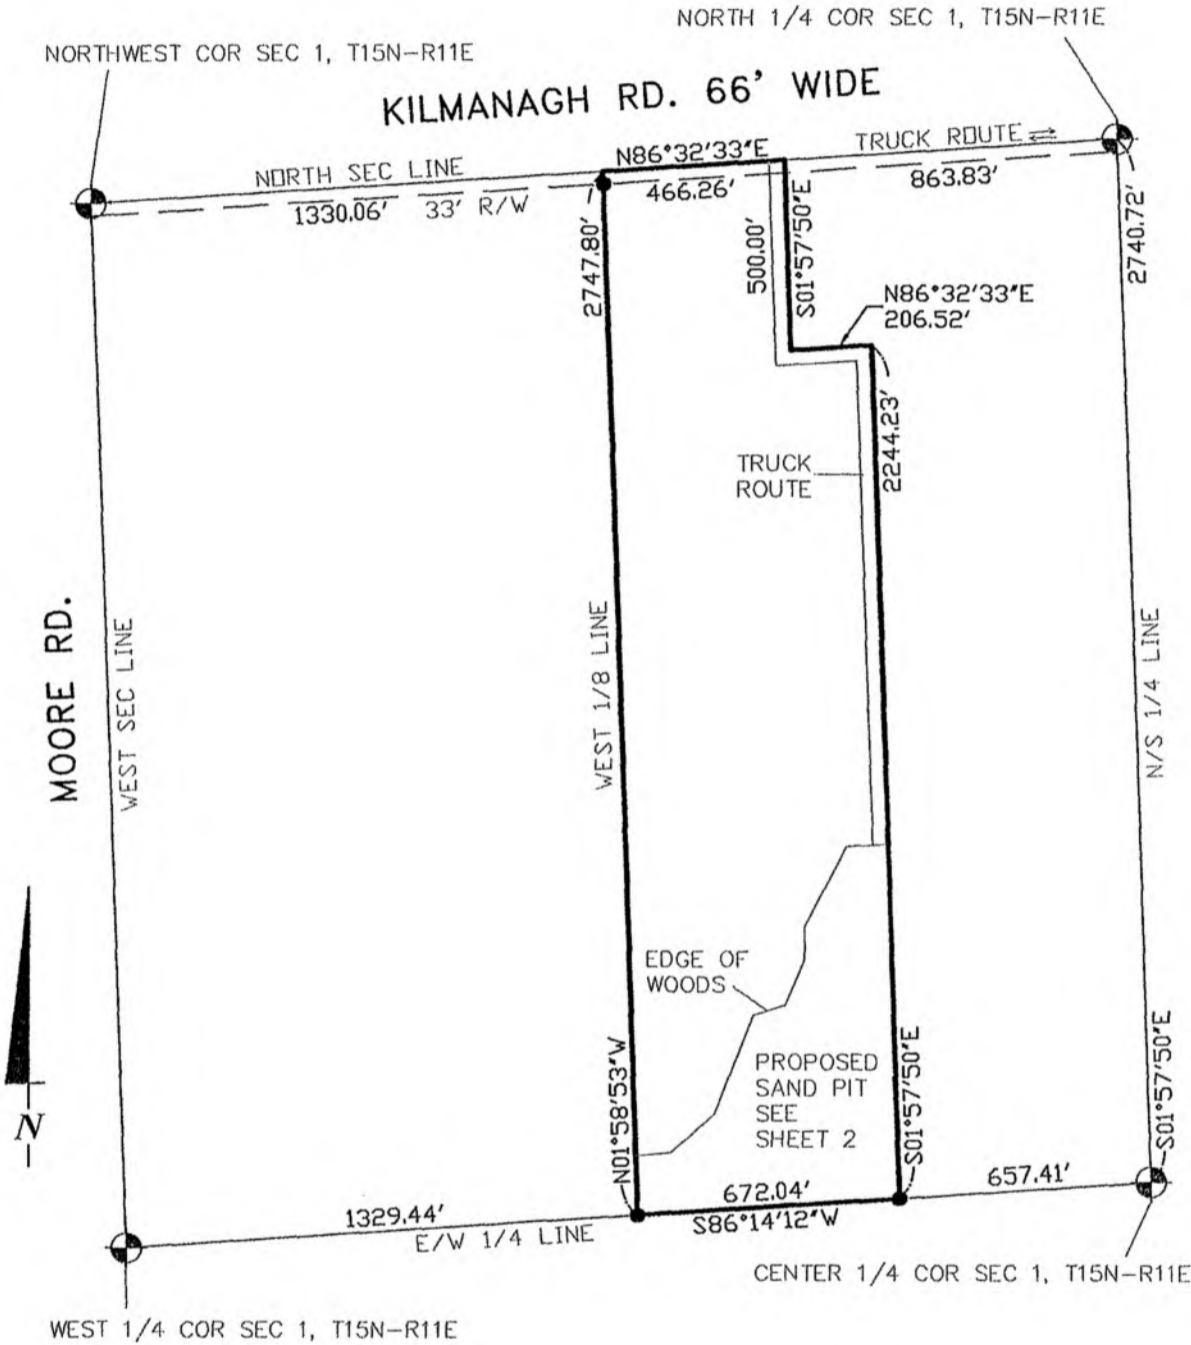 NORTH 1/4 COR SEC 1, T15N-R11E
NORTHWEST COR SEC 1, T15N-R11E
KILMANAGH RD. 66' WIDE
N86°32'33"E
TRUCK ROUTE
NORTH SEC LINE
1330.06'
33' R/W
466.26'
863.83'
2747.80'
500.00'
S01°57'50"E
2740.72'
N86°32'33"E
206.52'
2244.23'
TRUCK
ROUTE
MOORE RD.
WEST SEC LINE
WEST 1/8 LINE
N/S 1/4 LINE
EDGE OF
WOODS
PROPOSED
SAND PIT
SEE
SHEET 2
N01°58'53"W
S01°57'50"E
S01°57'50"E
N
672.04'
657.41'
1329.44'
S86°14'12"W
E/W 1/4 LINE
CENTER 1/4 COR SEC 1, T15N-R11E
WEST 1/4 COR SEC 1, T15N-R11E